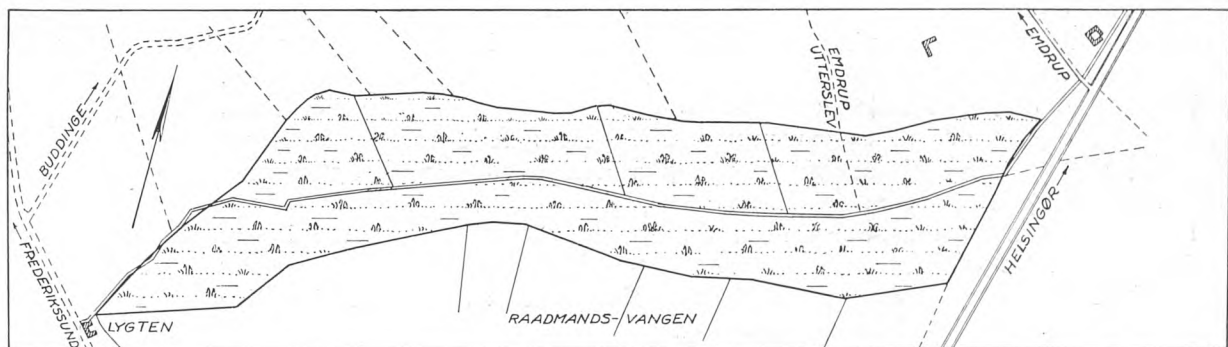 BUDDINGE
FREDERIKSSUND
LYGTEN
RAADMANDS-VANGEN
EMDRUP
UTTERSLEV
EMDRUP
HELSINGØR